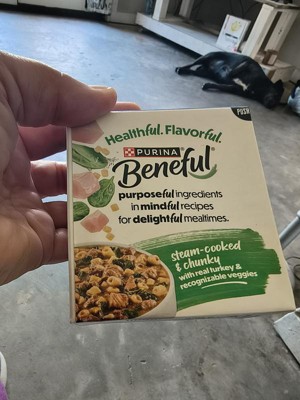 PUSH
Healthful. Flavorful.
PURINA
Beneful®
purposeful ingredients
in mindful recipes
for delightful mealtimes.
steam-cooked
& chunky
with real turkey &
recognizable veggies